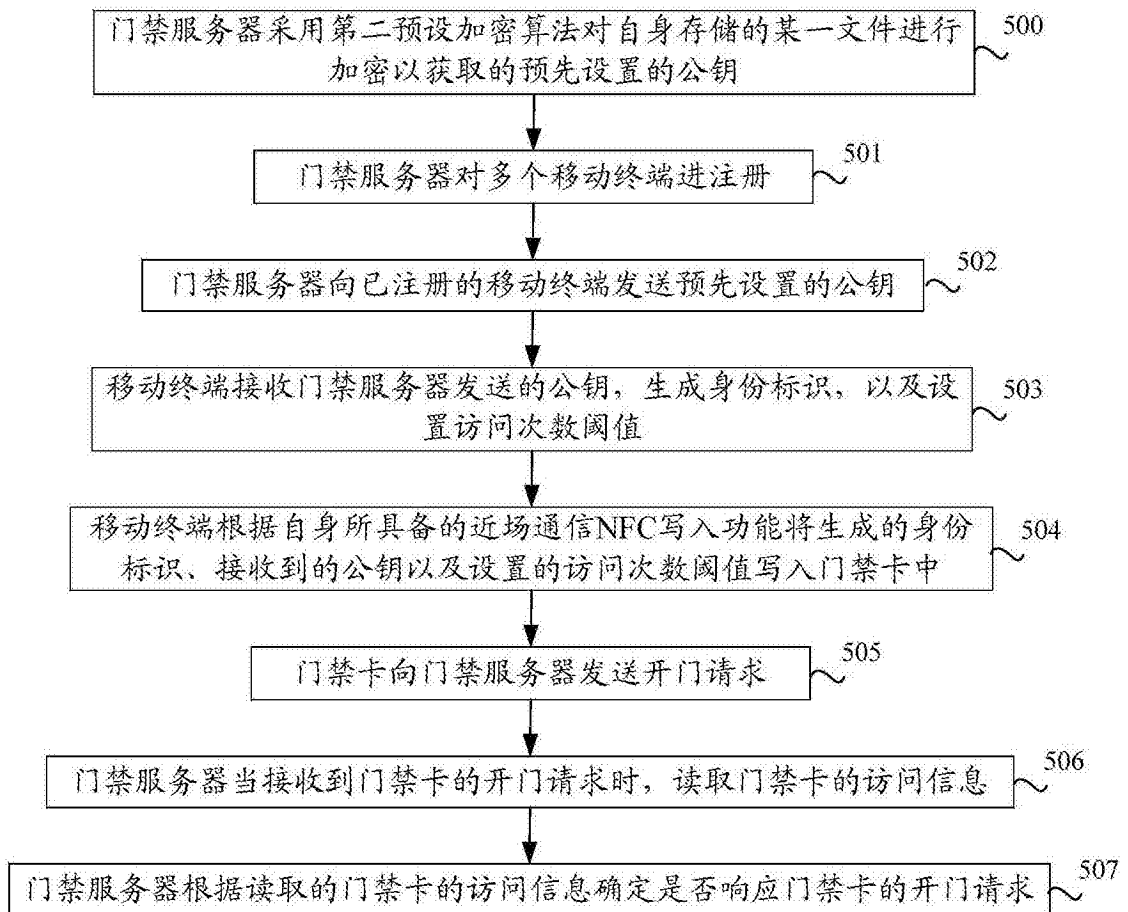 门禁服务器采用第二预设加密算法对自身存储的某一文件进行
加密以获取的预先设置的公钥
500
门禁服务器对多个移动终端进注册
501
门禁服务器向已注册的移动终端发送预先设置的公钥
502
移动终端接收门禁服务器发送的公钥，生成身份标识，以及设
置访问次数阈值
503
移动终端根据自身所具备的近场通信NFC写入功能将生成的身份
标识、接收到的公钥以及设置的访问次数阈值写入门禁卡中
504
门禁卡向门禁服务器发送开门请求
505
门禁服务器当接收到门禁卡的开门请求时，读取门禁卡的访问信息
506
门禁服务器根据读取的门禁卡的访问信息确定是否响应门禁卡的开门请求
507